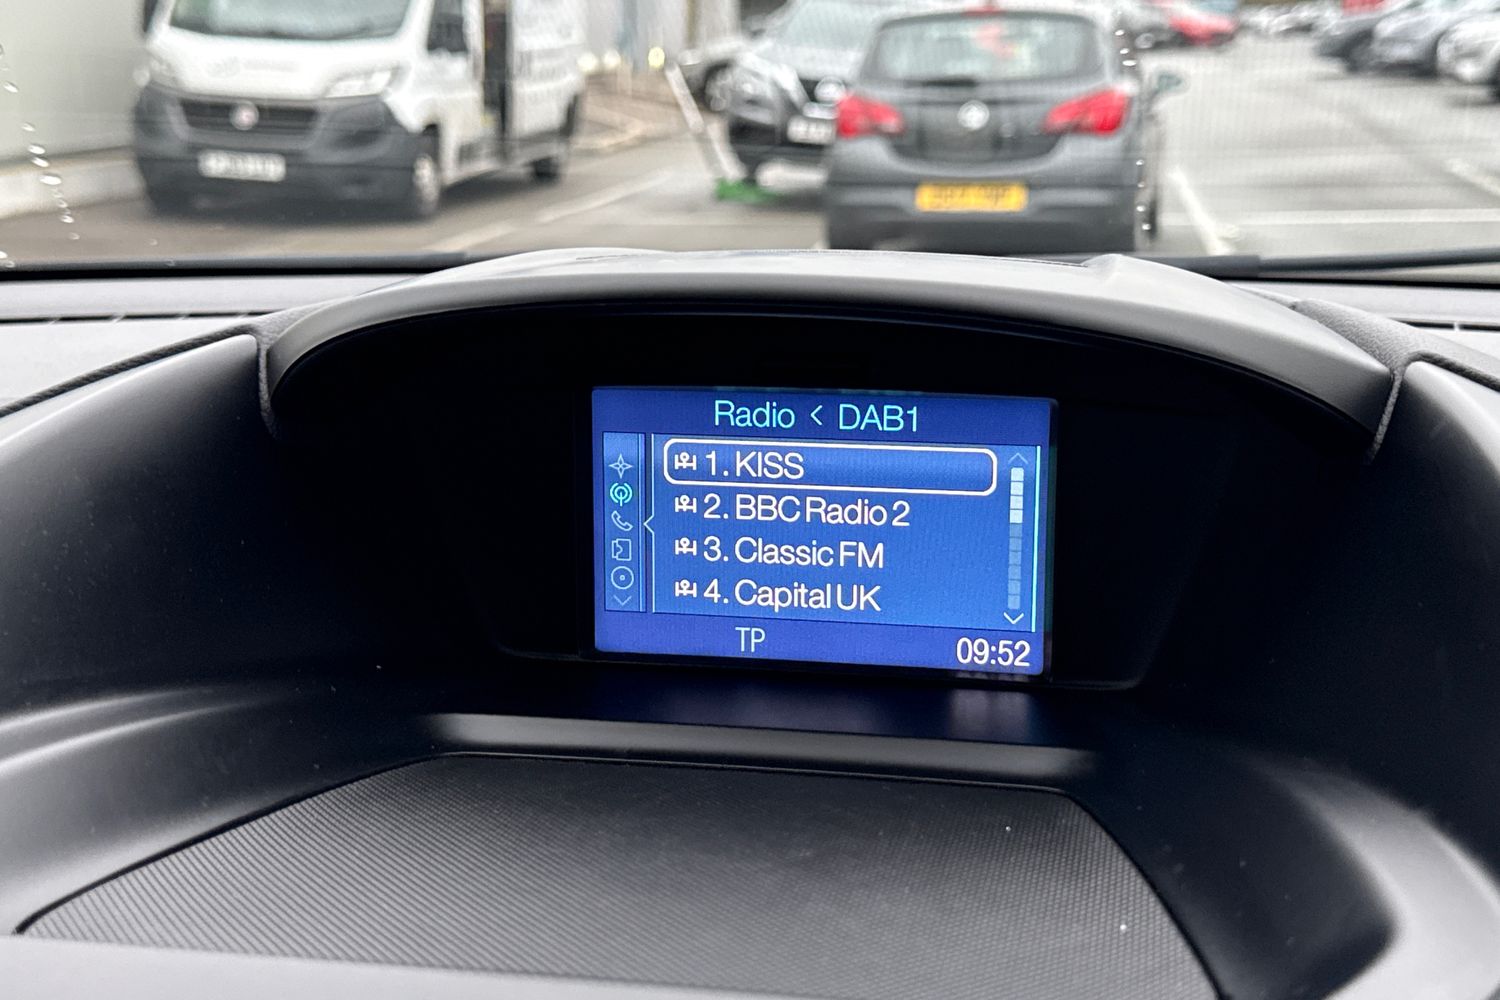 Radio < DAB1
1. KISS
2. BBC Radio 2
3. Classic FM
4. Capital UK
TP
09:52